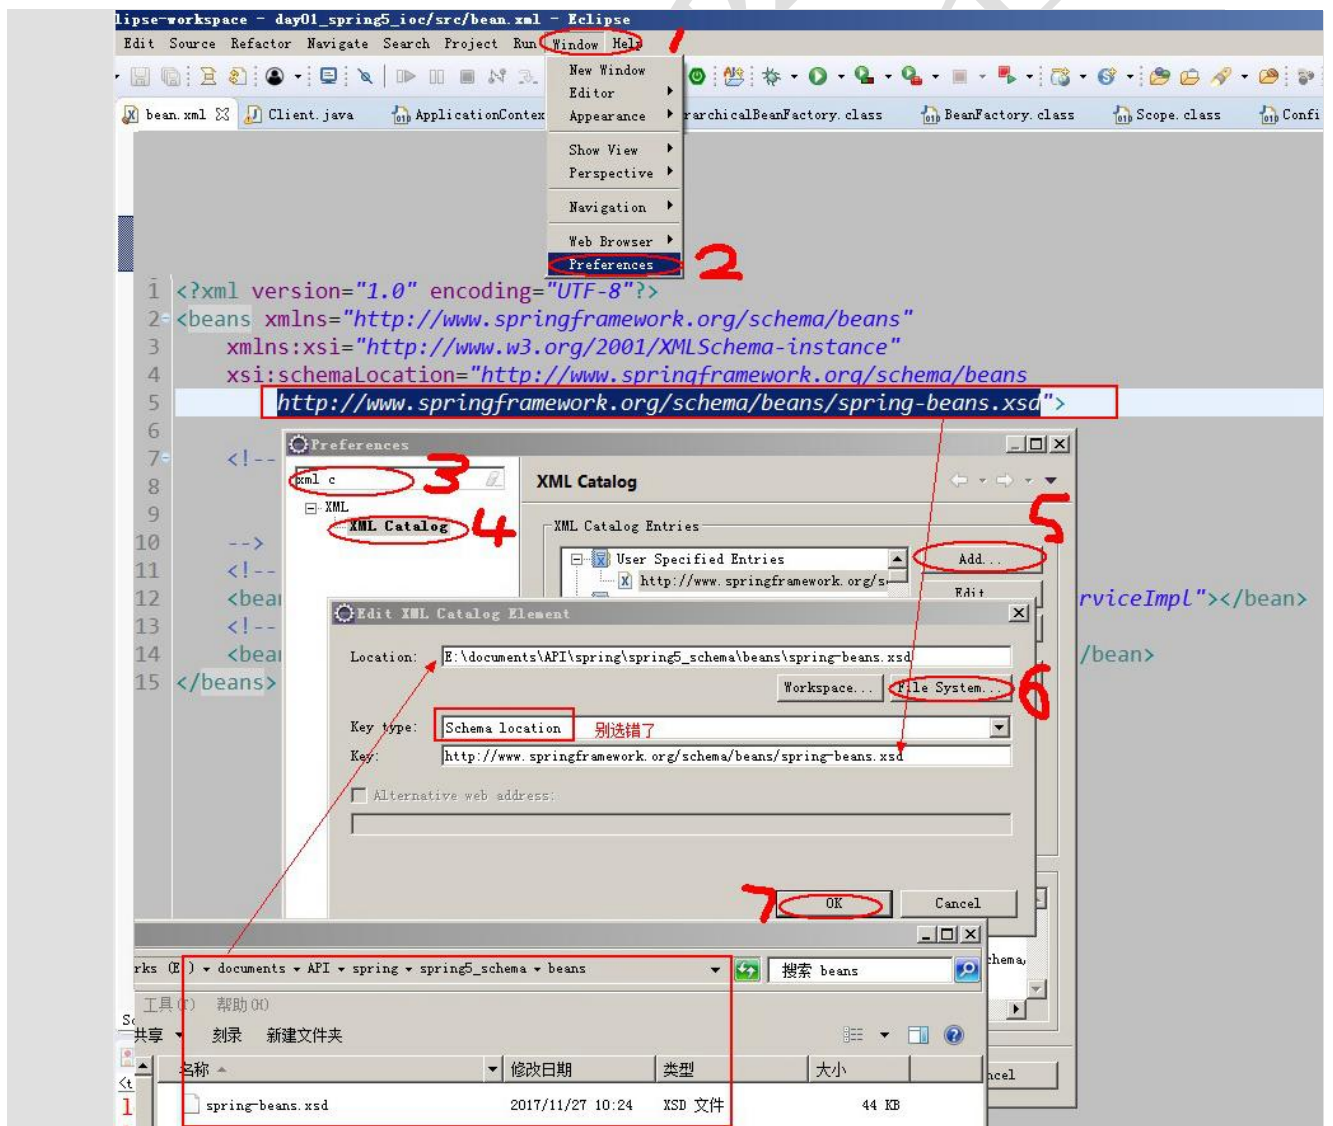 lipse-workspace - day01_spring5_ioc/src/bean.xml - Eclipse
Edit Source Refactor Navigate Search Project Run Window Help
1
New Window
Editor
Appearance
Show View
Perspective
Navigation
Web Browser
Preferences
2
bean.xml Client.java ApplicationContex rarchicalBeanFactory.class BeanFactory.class Scope.class Confi
1 <?xml version="1.0" encoding="UTF-8"?>
2 <beans xmlns="http://www.springframework.org/schema/beans"
3 xmlns:xsi="http://www.w3.org/2001/XMLSchema-instance"
4 xsi:schemaLocation="http://www.springframework.org/schema/beans
5 http://www.springframework.org/schema/beans/spring-beans.xsd">
6
7 <!--
8
9
10 -->
11 <!--
12 <bea rviceImpl"></bean>
13 <!--
14 <bea /bean>
15 </beans>
Preferences
xml c
3
XML
XML Catalog
4
XML Catalog
5
XML Catalog Entries
User Specified Entries
http://www.springframework.org/s
Add...
Edit
Edit XML Catalog Element
Location: E:\documents\API\spring\spring5_schema\beans\spring-beans.xsd
Workspace... File System...
6
Key type: Schema location 别选错了
Key: http://www.springframework.org/schema/beans/spring-beans.xsd
Alternative web address:
7
OK Cancel
chema,
ncel
rks (E:) documents API spring spring5_schema beans
搜索 beans
工具(T) 帮助(H)
共享 刻录 新建文件夹
名称 修改日期 类型 大小
spring-beans.xsd 2017/11/27 10:24 XSD 文件 44 KB